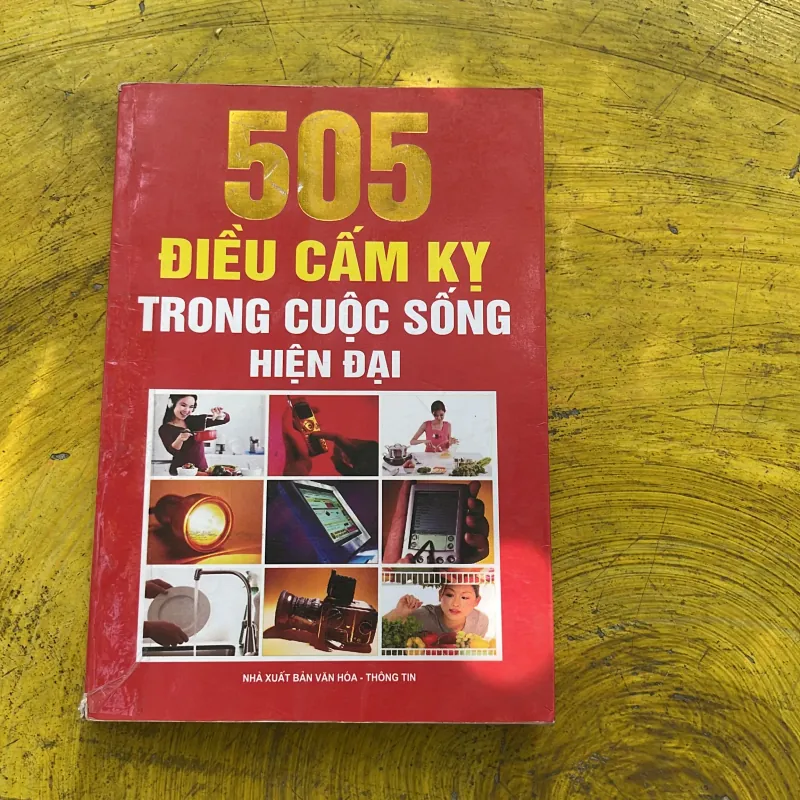 505
ĐIỀU CẤM KỴ
TRONG CUỘC SỐNG
HIỆN ĐẠI
NHÀ XUẤT BẢN VĂN HÓA - THÔNG TIN